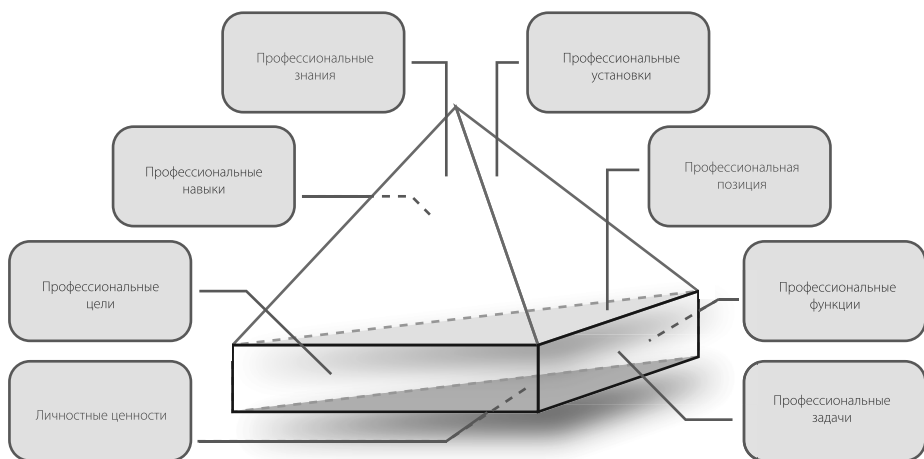 Профессиональные
знания
Профессиональные
установки
Профессиональные
навыки
Профессиональная
позиция
Профессиональные
цели
Профессиональные
функции
Личностные ценности
Профессиональные
задачи